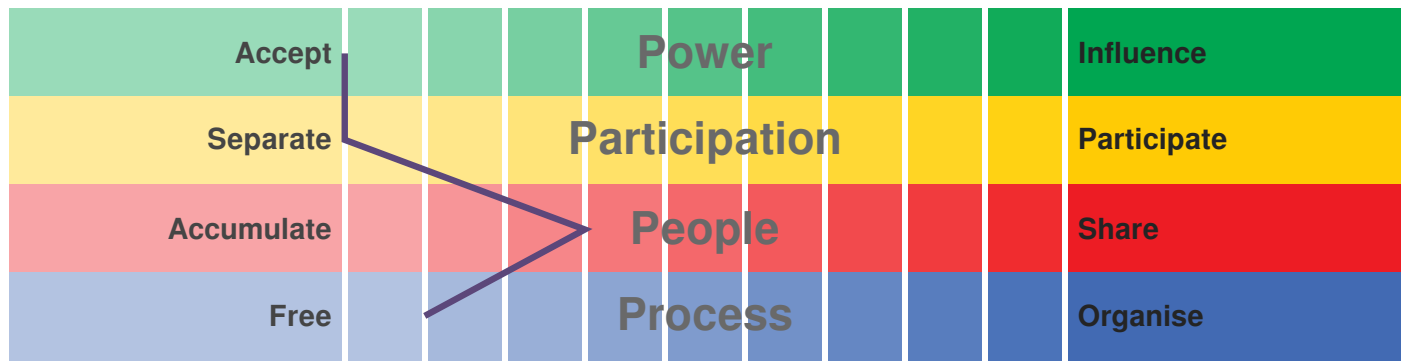 Accept Power Influence
Separate Participation Participate
Accumulate People Share
Free Process Organise